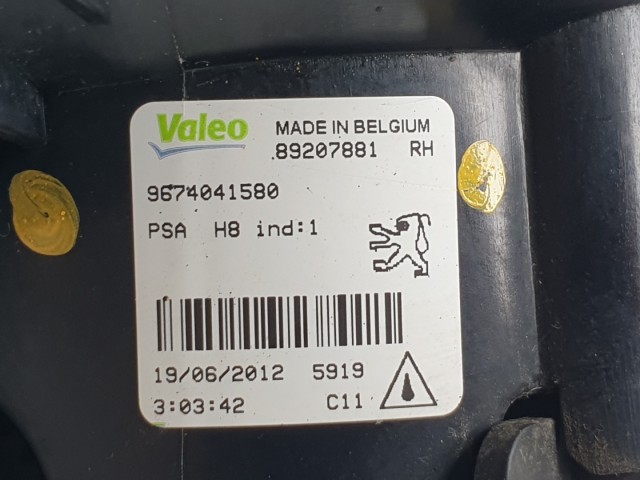 Valeo MADE IN BELGIUM
89207881 RH
9674041580
PSA H8 ind:1
19/06/2012 5919
3:03:42 C11